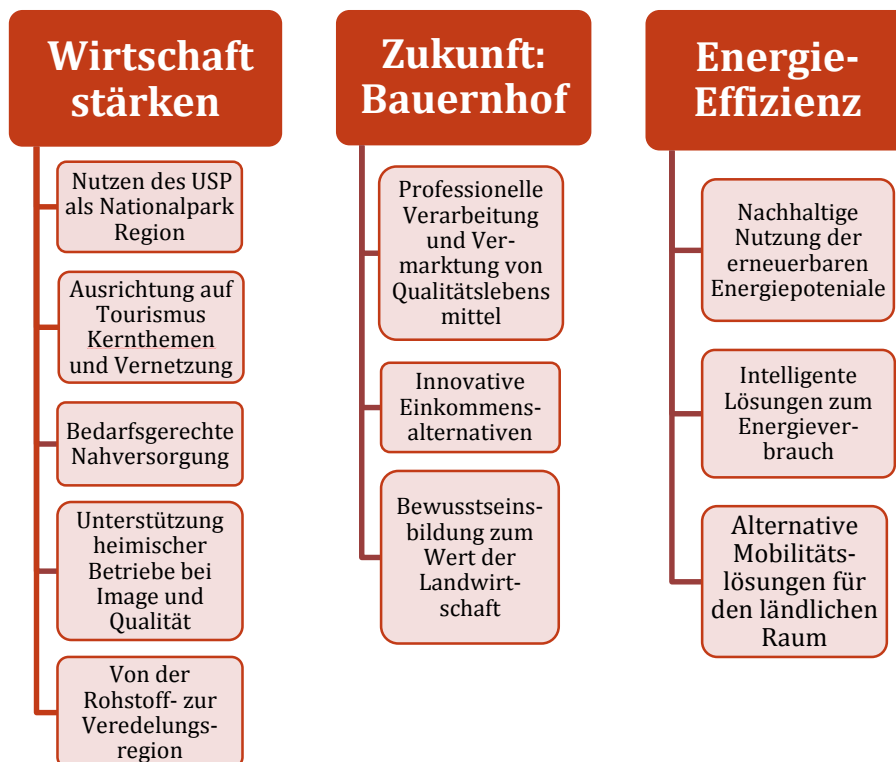 Wirtschaft
stärken
Nutzen des USP
als Nationalpark
Region
Ausrichtung auf
Tourismus
Kernthemen
und Vernetzung
Bedarfsgerechte
Nahversorgung
Unterstützung
heimischer
Betriebe bei
Image und
Qualität
Von der
Rohstoff- zur
Veredelungs-
region
Zukunft:
Bauernhof
Professionelle
Verarbeitung
und Ver-
marktung von
Qualitätslebens
mittel
Innovative
Einkommens-
alternativen
Bewusstseins-
bildung zum
Wert der
Landwirt-
schaft
Energie-
Effizienz
Nachhaltige
Nutzung der
erneuerbaren
Energiepoteniale
Intelligente
Lösungen zum
Energiever-
brauch
Alternative
Mobilitäts-
lösungen für
den ländlichen
Raum